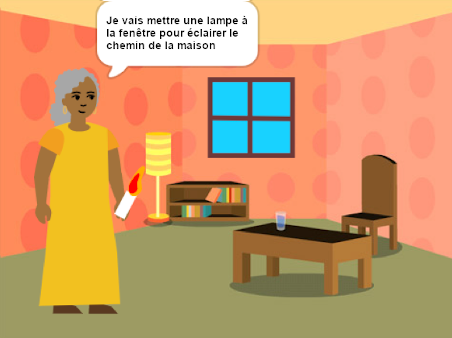 Je vais mettre une lampe à
la fenêtre pour éclairer le
chemin de la maison